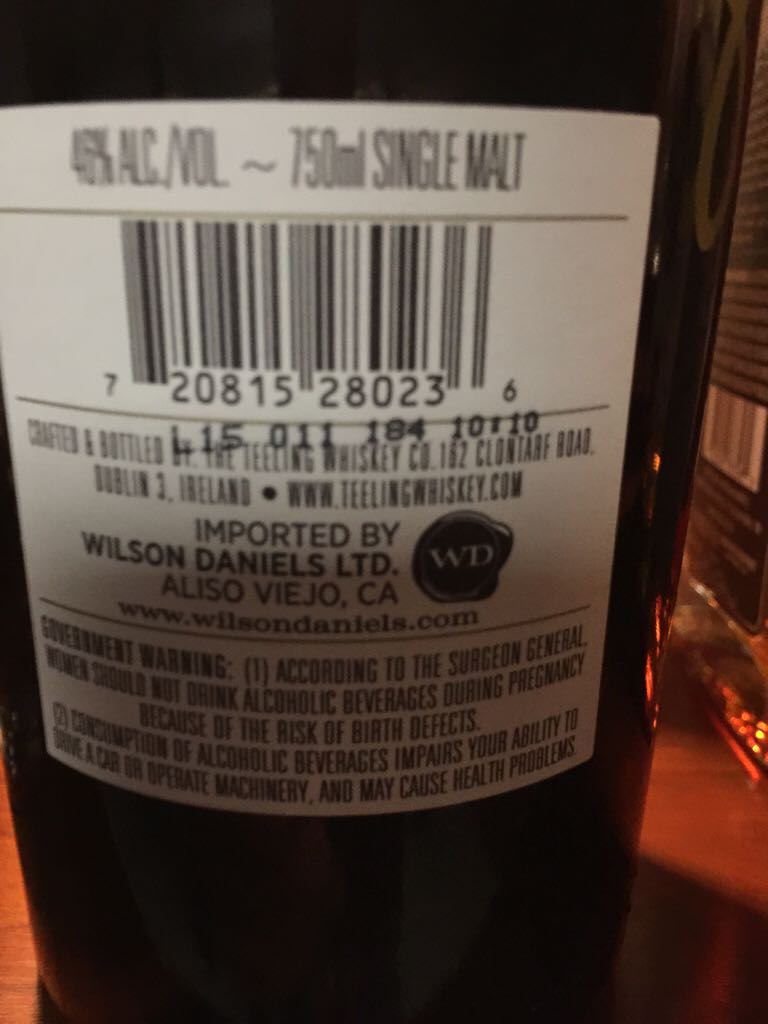 46% ALC./VOL. ~ 750ml SINGLE MALT
7 20815 28023 6
L15 011 184 10:10
CRAFTED & BOTTLED BY: THE TEELING WHISKEY CO. 162 CLONTARF ROAD,
DUBLIN 3, IRELAND • WWW.TEELINGWHISKEY.COM
IMPORTED BY
WILSON DANIELS LTD.
ALISO VIEJO, CA
WD
www.wilsondaniels.com
GOVERNMENT WARNING: (1) ACCORDING TO THE SURGEON GENERAL,
WOMEN SHOULD NOT DRINK ALCOHOLIC BEVERAGES DURING PREGNANCY
BECAUSE OF THE RISK OF BIRTH DEFECTS.
(2) CONSUMPTION OF ALCOHOLIC BEVERAGES IMPAIRS YOUR ABILITY TO
DRIVE A CAR OR OPERATE MACHINERY, AND MAY CAUSE HEALTH PROBLEMS.